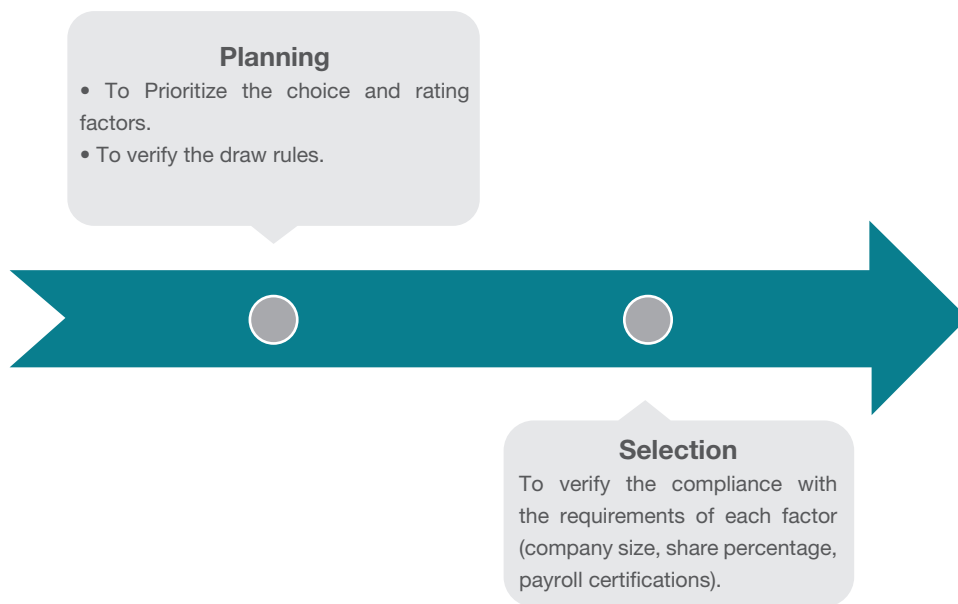 Planning
• To Prioritize the choice and rating
factors.
• To verify the draw rules.
Selection
To verify the compliance with
the requirements of each factor
(company size, share percentage,
payroll certifications).